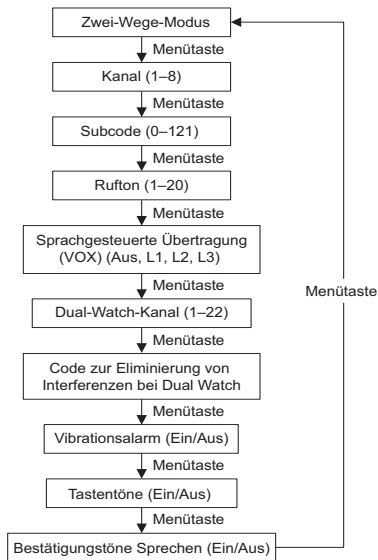 Zwei-Wege-Modus
Menütaste
Kanal (1–8)
Menütaste
Subcode (0–121)
Menütaste
Rufton (1–20)
Menütaste
Sprachgesteuerte Übertragung
(VOX) (Aus, L1, L2, L3)
Menütaste
Dual-Watch-Kanal (1–22)
Menütaste
Code zur Eliminierung von
Interferenzen bei Dual Watch
Menütaste
Vibrationsalarm (Ein/Aus)
Menütaste
Tastentöne (Ein/Aus)
Menütaste
Bestätigungstöne Sprechen (Ein/Aus)
Menütaste